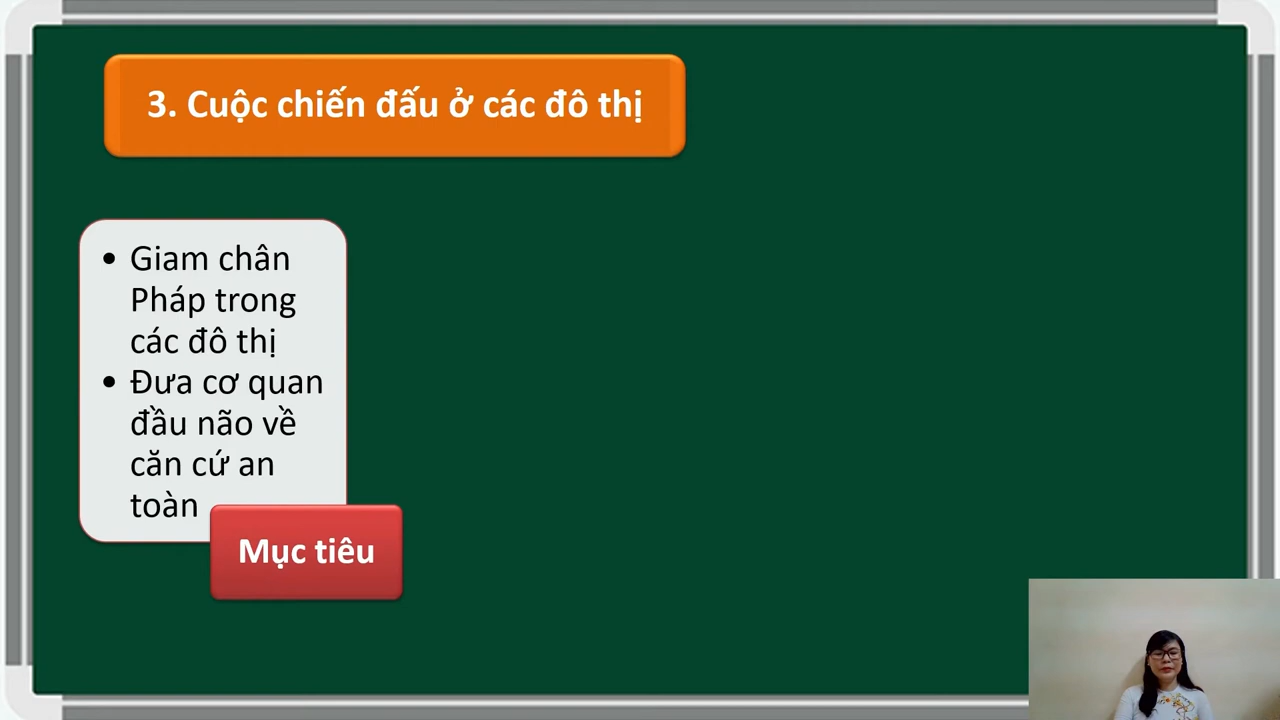 3. Cuộc chiến đấu ở các đô thị
• Giam chân
Pháp trong
các đô thị
• Đưa cơ quan
đầu não về
căn cứ an
toàn
Mục tiêu